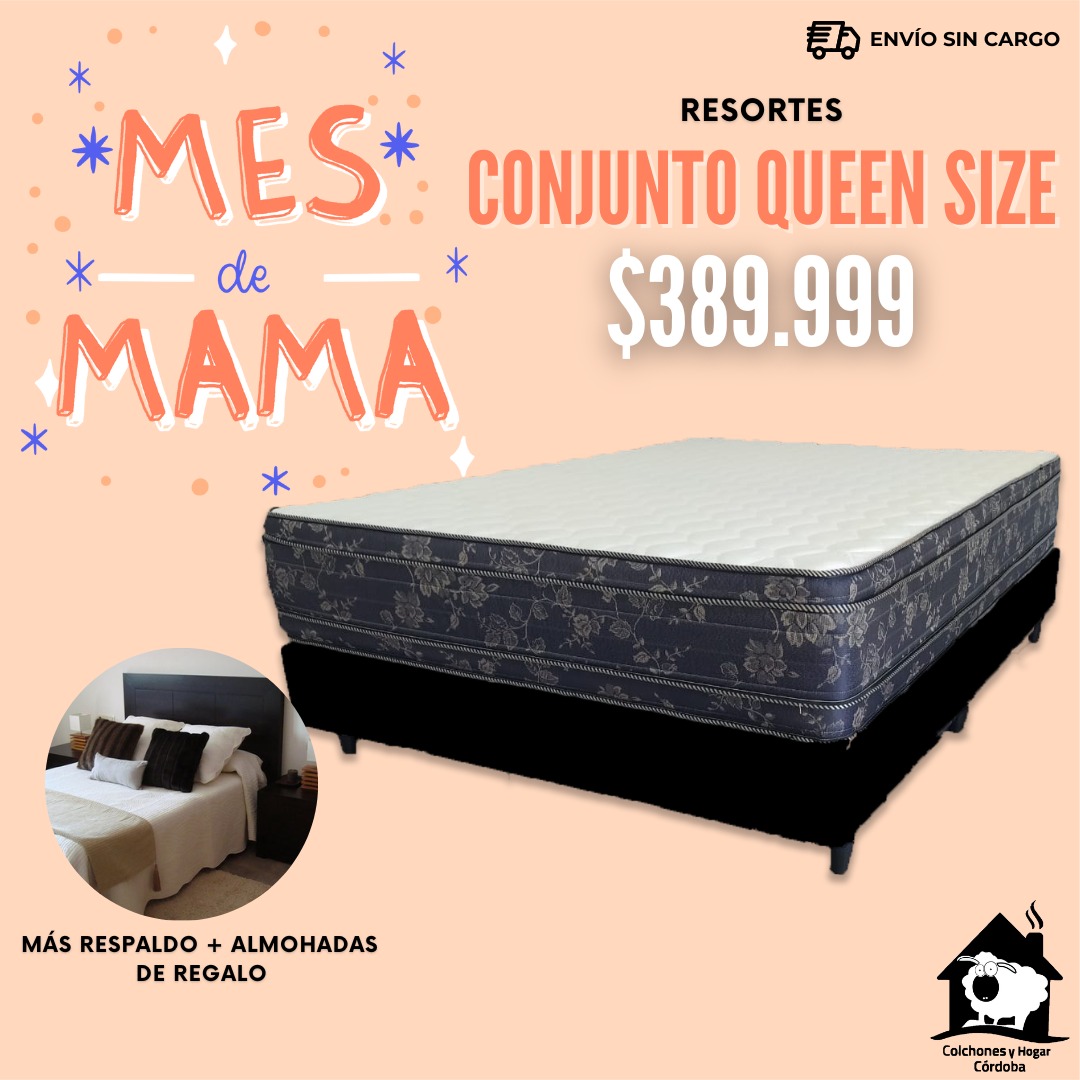 ENVÍO SIN CARGO
MES
de
MAMA
RESORTES
CONJUNTO QUEEN SIZE
$389.999
MÁS RESPALDO + ALMOHADAS
DE REGALO
Colchones y Hogar
Córdoba